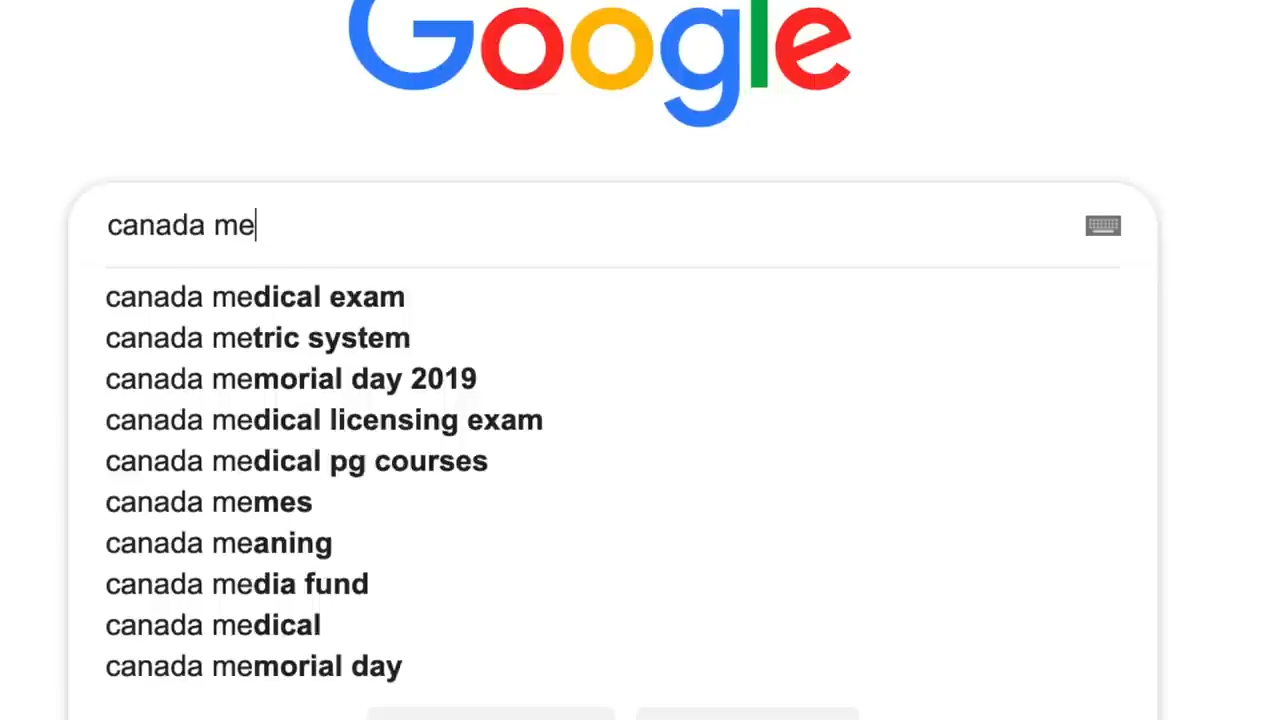 Google
canada me
canada medical exam
canada metric system
canada memorial day 2019
canada medical licensing exam
canada medical pg courses
canada memes
canada meaning
canada media fund
canada medical
canada memorial day